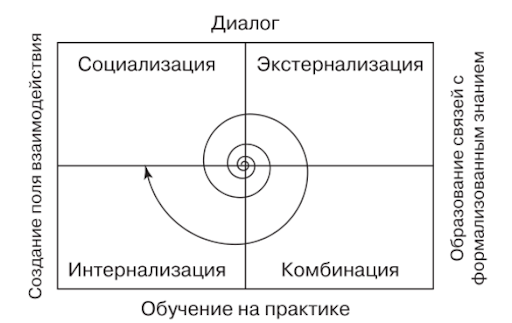 Диалог
Создание поля взаимодействия
Социализация
Экстернализация
Образование связей с
формализованным знанием
Интернализация
Комбинация
Обучение на практике